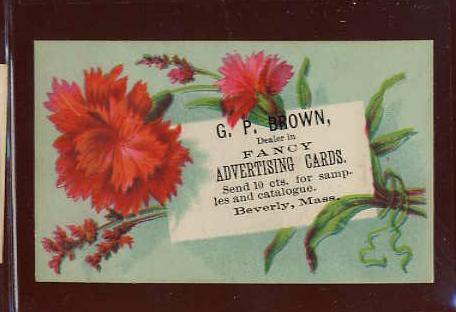 G. P. BROWN,
Dealer in
FANCY
ADVERTISING CARDS.
Send 10 cts. for samp-
les and catalogue.
Beverly, Mass.